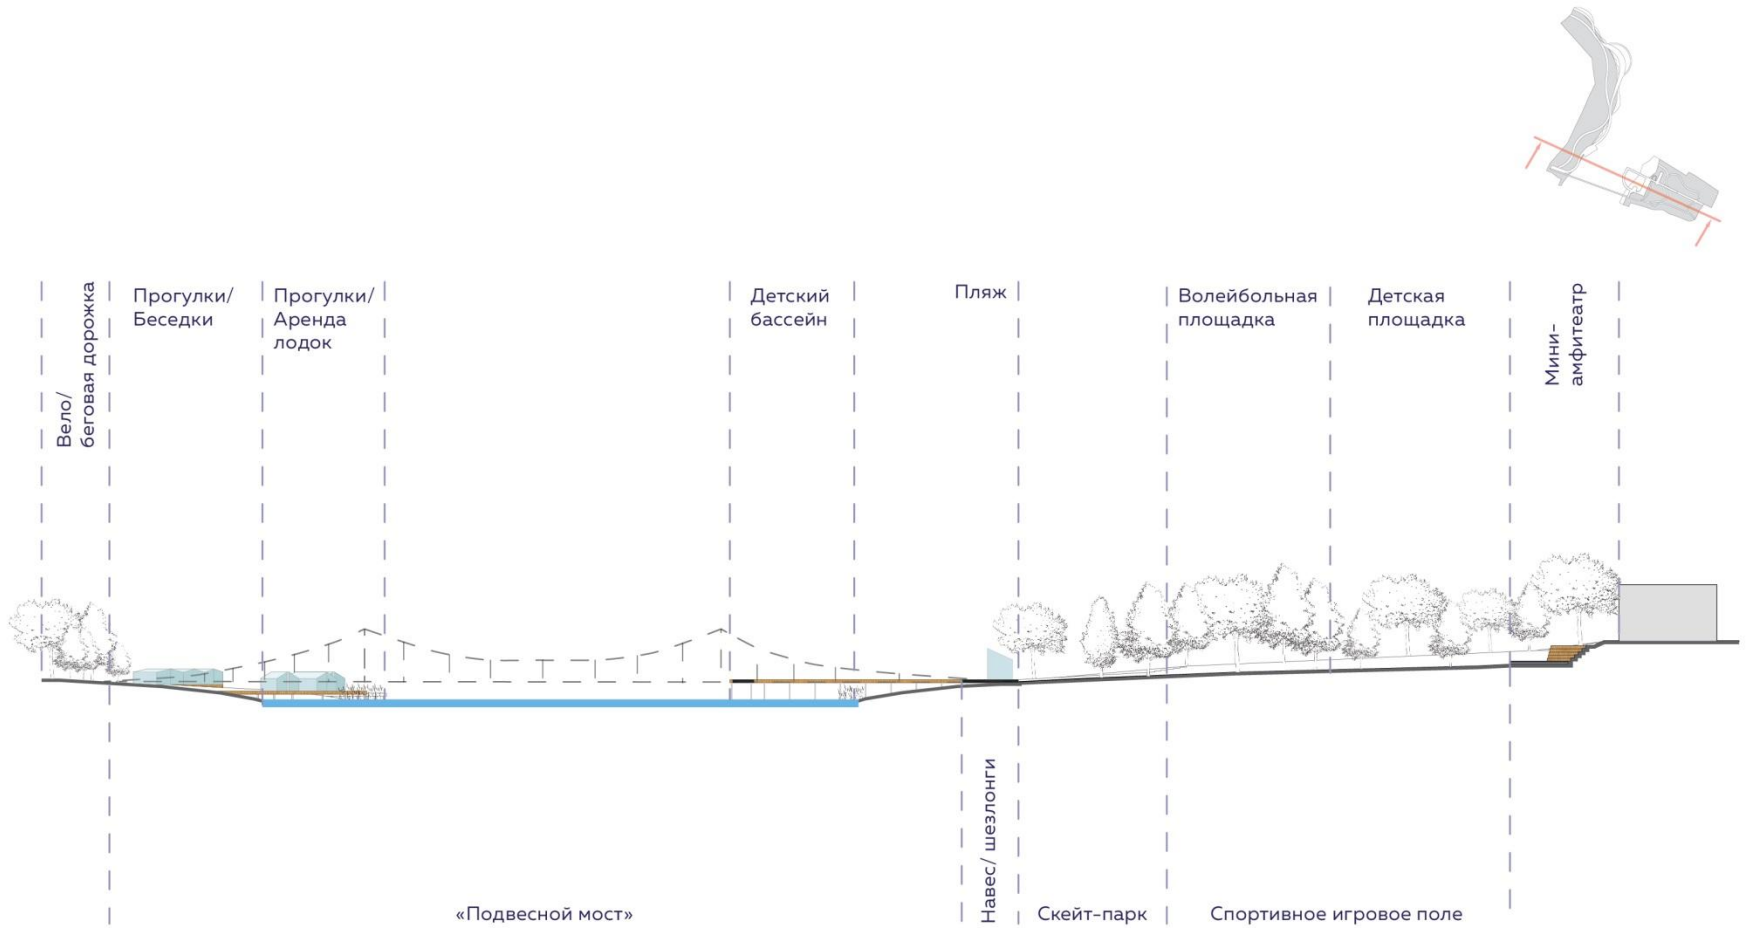 Вело/
беговая дорожка
Прогулки/
Беседки
Прогулки/
Аренда
лодок
Детский
бассейн
Пляж
Волейбольная
площадка
Детская
площадка
Мини-
амфитеатр
«Подвесной мост»
Навес/ шезлонги
Скейт-парк
Спортивное игровое поле